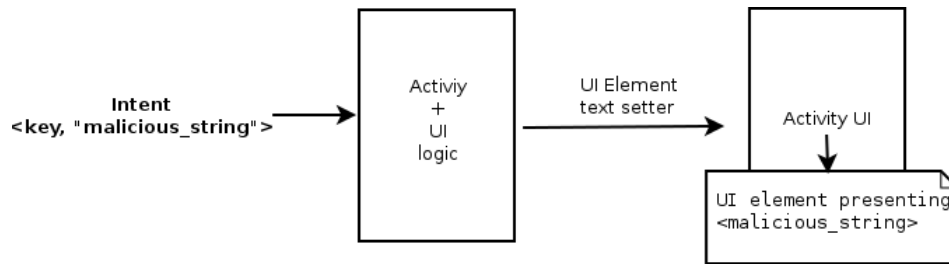 Intent
<key, "malicious_string">
Activiy
+
UI
logic
UI Element
text setter
Activity UI
UI element presenting
<malicious_string>